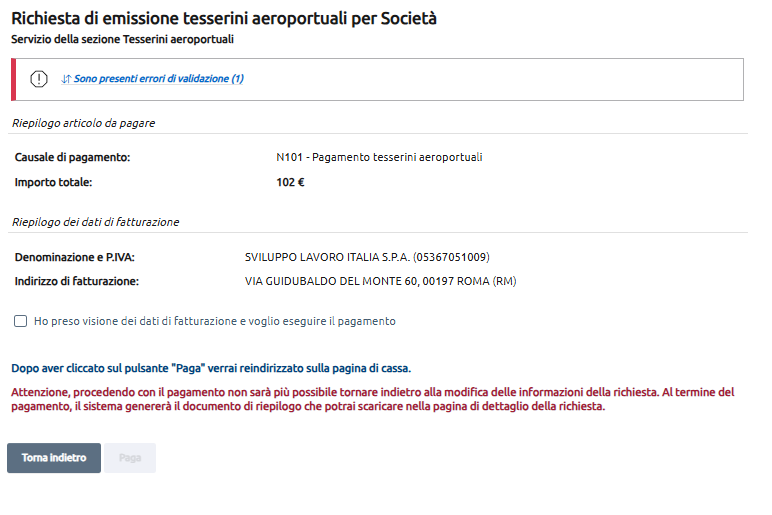 Richiesta di emissione tesserini aeroportuali per Società
Servizio della sezione Tesserini aeroportuali
Sono presenti errori di validazione (1)
Riepilogo articolo da pagare
Causale di pagamento: N101 - Pagamento tesserini aeroportuali
Importo totale: 102 €
Riepilogo dei dati di fatturazione
Denominazione e P.IVA: SVILUPPO LAVORO ITALIA S.P.A. (05367051009)
Indirizzo di fatturazione: VIA GUIDUBALDO DEL MONTE 60, 00197 ROMA (RM)
Ho preso visione dei dati di fatturazione e voglio eseguire il pagamento
Dopo aver cliccato sul pulsante "Paga" verrai reindirizzato sulla pagina di cassa.
Attenzione, procedendo con il pagamento non sarà più possibile tornare indietro alla modifica delle informazioni della richiesta. Al termine del
pagamento, il sistema genererà il documento di riepilogo che potrai scaricare nella pagina di dettaglio della richiesta.
Torna indietro Paga